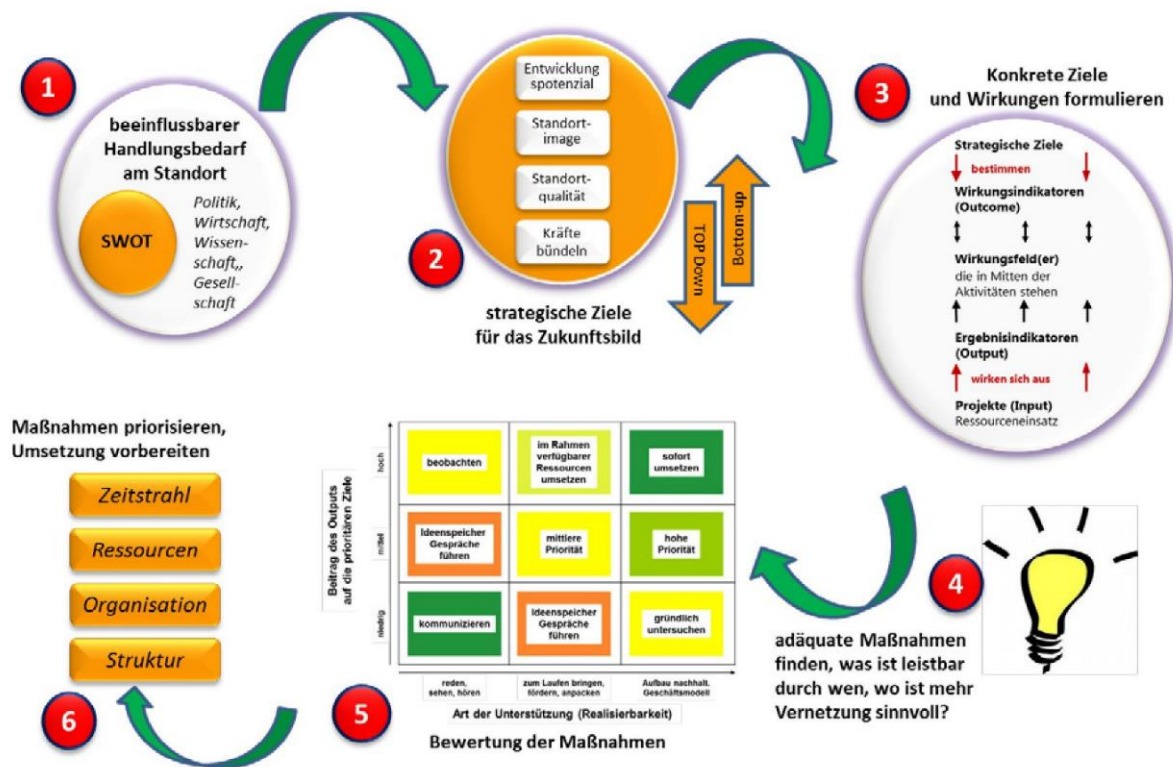 1
beeinflussbarer
Handlungsbedarf
am Standort
SWOT
Politik,
Wirtschaft,
Wissen-
schaft,,
Gesell-
schaft
2
Entwicklung
spotenzial
Standort-
image
Standort-
qualität
Kräfte
bündeln
strategische Ziele
für das Zukunftsbild
TOP Down
Bottom-up
3
Konkrete Ziele
und Wirkungen formulieren
Strategische Ziele
bestimmen
Wirkungsindikatoren
(Outcome)
Wirkungsfeld(er)
die in Mitten der
Aktivitäten stehen
Ergebnisindikatoren
(Output)
wirken sich aus
Projekte (Input)
Ressourceneinsatz
4
adäquate Maßnahmen
finden, was ist leistbar
durch wen, wo ist mehr
Vernetzung sinnvoll?
Beitrag des Outputs
auf die prioritären Ziele
hoch
mittel
niedrig
beobachten
im Rahmen
verfügbarer
Ressourcen
umsetzen
sofort
umsetzen
Ideenspeicher
Gespräche
führen
mittlere
Priorität
hohe
Priorität
kommunizieren
Ideenspeicher
Gespräche
führen
gründlich
untersuchen
reden,
sehen, hören
zum Laufen bringen,
fördern, anpacken
Aufbau nachhalt.
Geschäftsmodell
Art der Unterstützung (Realisierbarkeit)
5
Bewertung der Maßnahmen
Maßnahmen priorisieren,
Umsetzung vorbereiten
Zeitstrahl
Ressourcen
Organisation
Struktur
6